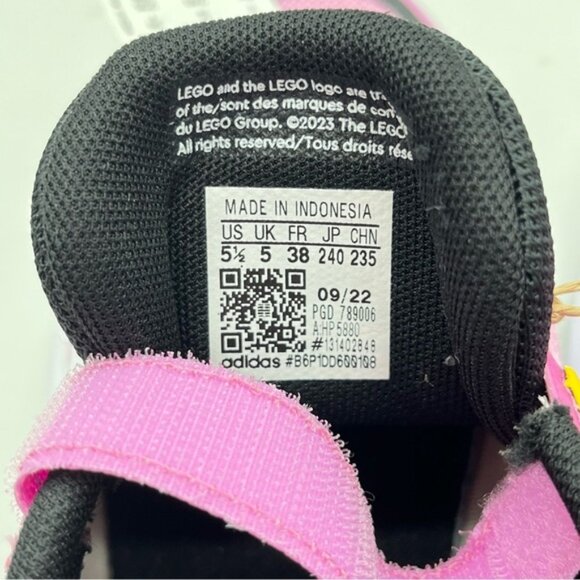 LEGO and the LEGO logo are
of the/sont des marques de
du LEGO Group. ©2023 The LEGO
All rights reserved/Tous droits
MADE IN INDONESIA
US UK FR JP CHN
5½ 5 38 240 235
09/22
PGD 789006
A:HP5880
#131402848
adidas #B6P1DD600108